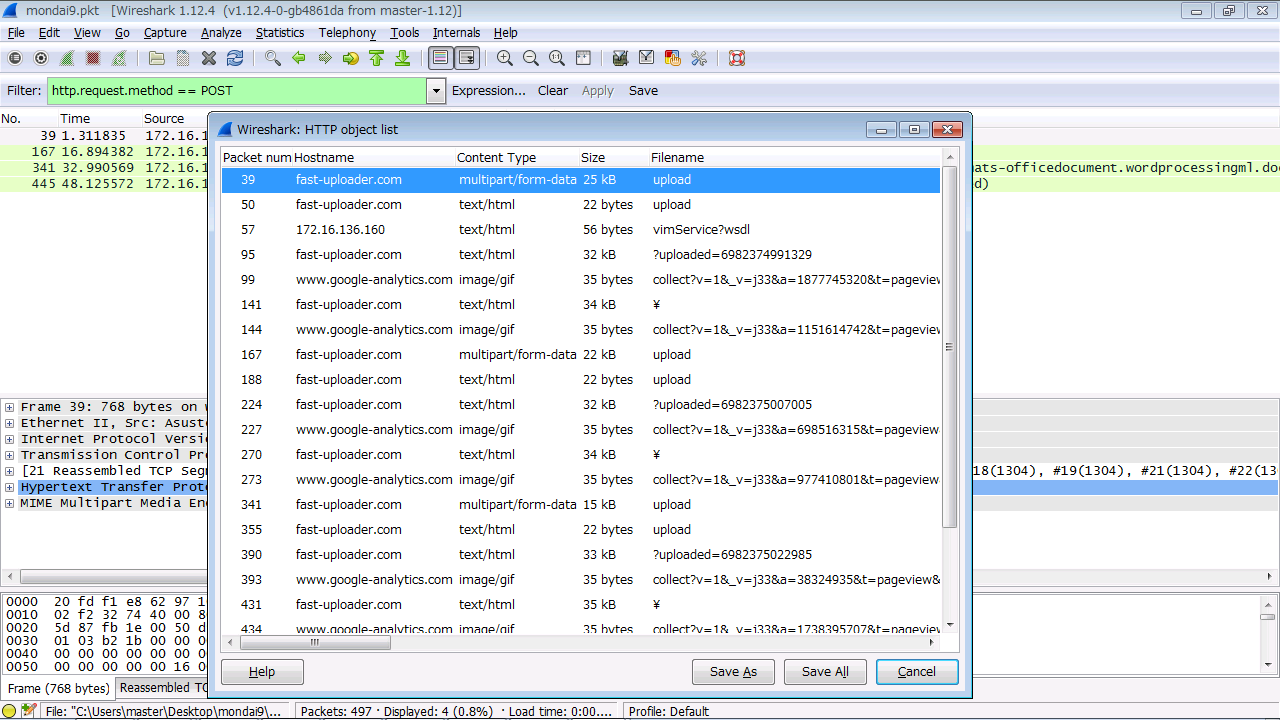 mondai9.pkt [Wireshark 1.12.4 (v1.12.4-0-gb4861da from master-1.12)]
File Edit View Go Capture Analyze Statistics Telephony Tools Internals Help
Filter: http.request.method == POST Expression... Clear Apply Save
No. Time Source
39 1.311835 172.16.1
167 16.894382 172.16.1
341 32.990569 172.16.1 ats-officedocument.wordprocessingml.doc
445 48.125572 172.16.1 d)
Wireshark: HTTP object list
Packet num Hostname Content Type Size Filename
39 fast-uploader.com multipart/form-data 25 kB upload
50 fast-uploader.com text/html 22 bytes upload
57 172.16.136.160 text/html 56 bytes vimService?wsdl
95 fast-uploader.com text/html 32 kB ?uploaded=6982374991329
99 www.google-analytics.com image/gif 35 bytes collect?v=1&_v=j33&a=1877745320&t=pageview
141 fast-uploader.com text/html 34 kB ¥
144 www.google-analytics.com image/gif 35 bytes collect?v=1&_v=j33&a=1151614742&t=pageview
167 fast-uploader.com multipart/form-data 22 kB upload
188 fast-uploader.com text/html 22 bytes upload
224 fast-uploader.com text/html 32 kB ?uploaded=6982375007005
227 www.google-analytics.com image/gif 35 bytes collect?v=1&_v=j33&a=698516315&t=pageview
270 fast-uploader.com text/html 34 kB ¥
273 www.google-analytics.com image/gif 35 bytes collect?v=1&_v=j33&a=977410801&t=pageview
341 fast-uploader.com multipart/form-data 15 kB upload
355 fast-uploader.com text/html 22 bytes upload
390 fast-uploader.com text/html 33 kB ?uploaded=6982375022985
393 www.google-analytics.com image/gif 35 bytes collect?v=1&_v=j33&a=38324935&t=pageview&
431 fast-uploader.com text/html 35 kB ¥
434 www.google-analytics.com image/gif 35 bytes collect?v=1&_v=j33&a=1738395707&t=pageview
Help Save As Save All Cancel
Frame 39: 768 bytes on w
Ethernet II, Src: Asuste
Internet Protocol Versio
Transmission Control Pro
[21 Reassembled TCP Segm 18(1304), #19(1304), #21(1304), #22(13
Hypertext Transfer Proto
MIME Multipart Media Enc
0000 20 fd f1 e8 62 97 1
0010 02 f2 32 74 40 00 8
0020 5d 87 fb 1e 00 50 d
0030 01 03 b2 1b 00 00 0
0040 00 00 00 00 00 00 0
0050 00 00 00 00 16 0
Frame (768 bytes) Reassembled TC
File: "C:\Users\master\Desktop\mondai9\... Packets: 497 · Displayed: 4 (0.8%) · Load time: 0:00.... Profile: Default